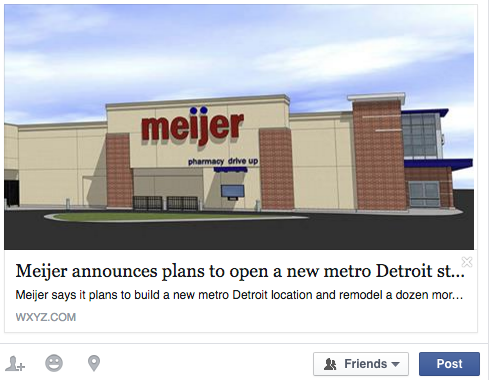 meijer
pharmacy drive up
Meijer announces plans to open a new metro Detroit st...
Meijer says it plans to build a new metro Detroit location and remodel a dozen mor...
WXYZ.COM
Friends
Post